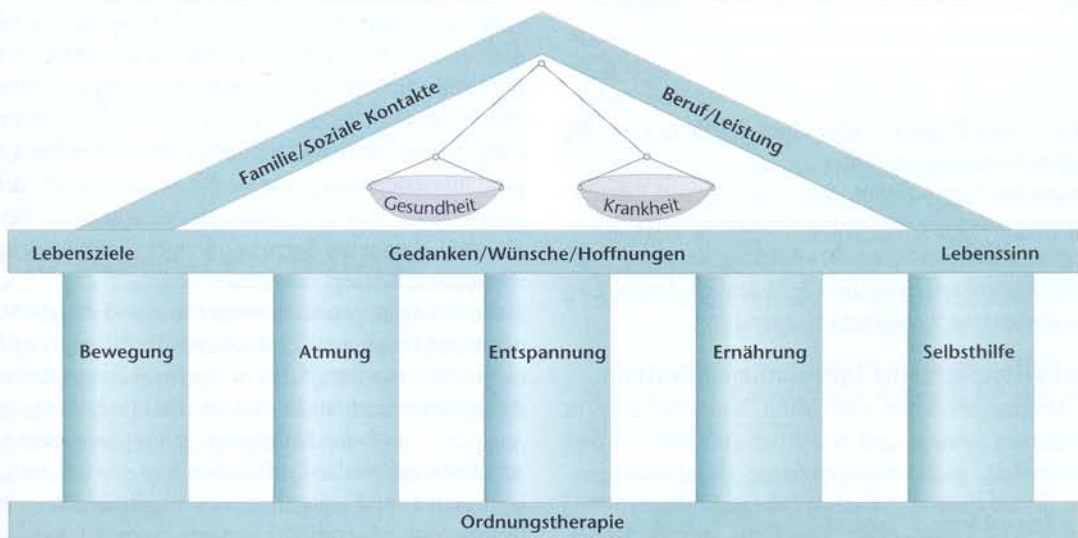 Familie/Soziale Kontakte
Beruf/Leistung
Gesundheit
Krankheit
Lebensziele
Gedanken/Wünsche/Hoffnungen
Lebenssinn
Bewegung
Atmung
Entspannung
Ernährung
Selbsthilfe
Ordnungstherapie